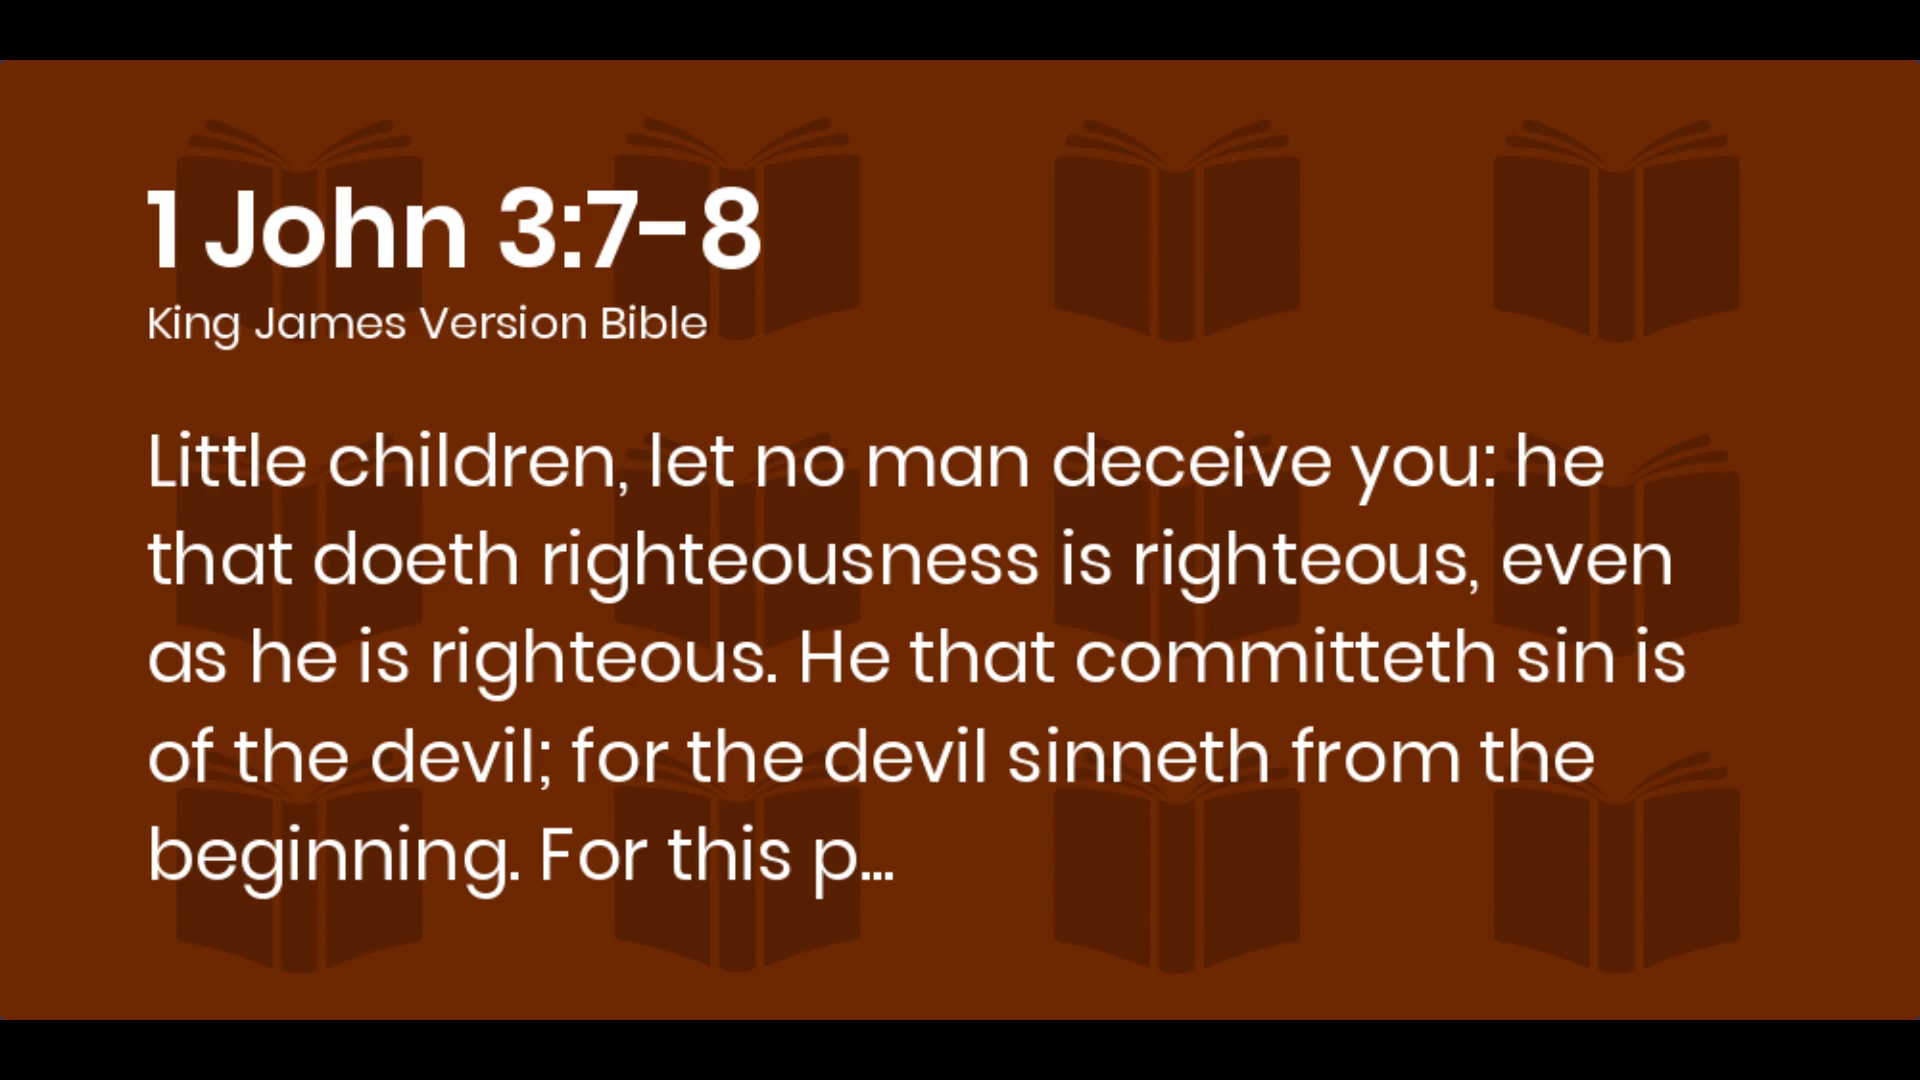 1 John 3:7-8
King James Version Bible
Little children, let no man deceive you: he
that doeth righteousness is righteous, even
as he is righteous. He that committeth sin is
of the devil; for the devil sinneth from the
beginning. For this p...